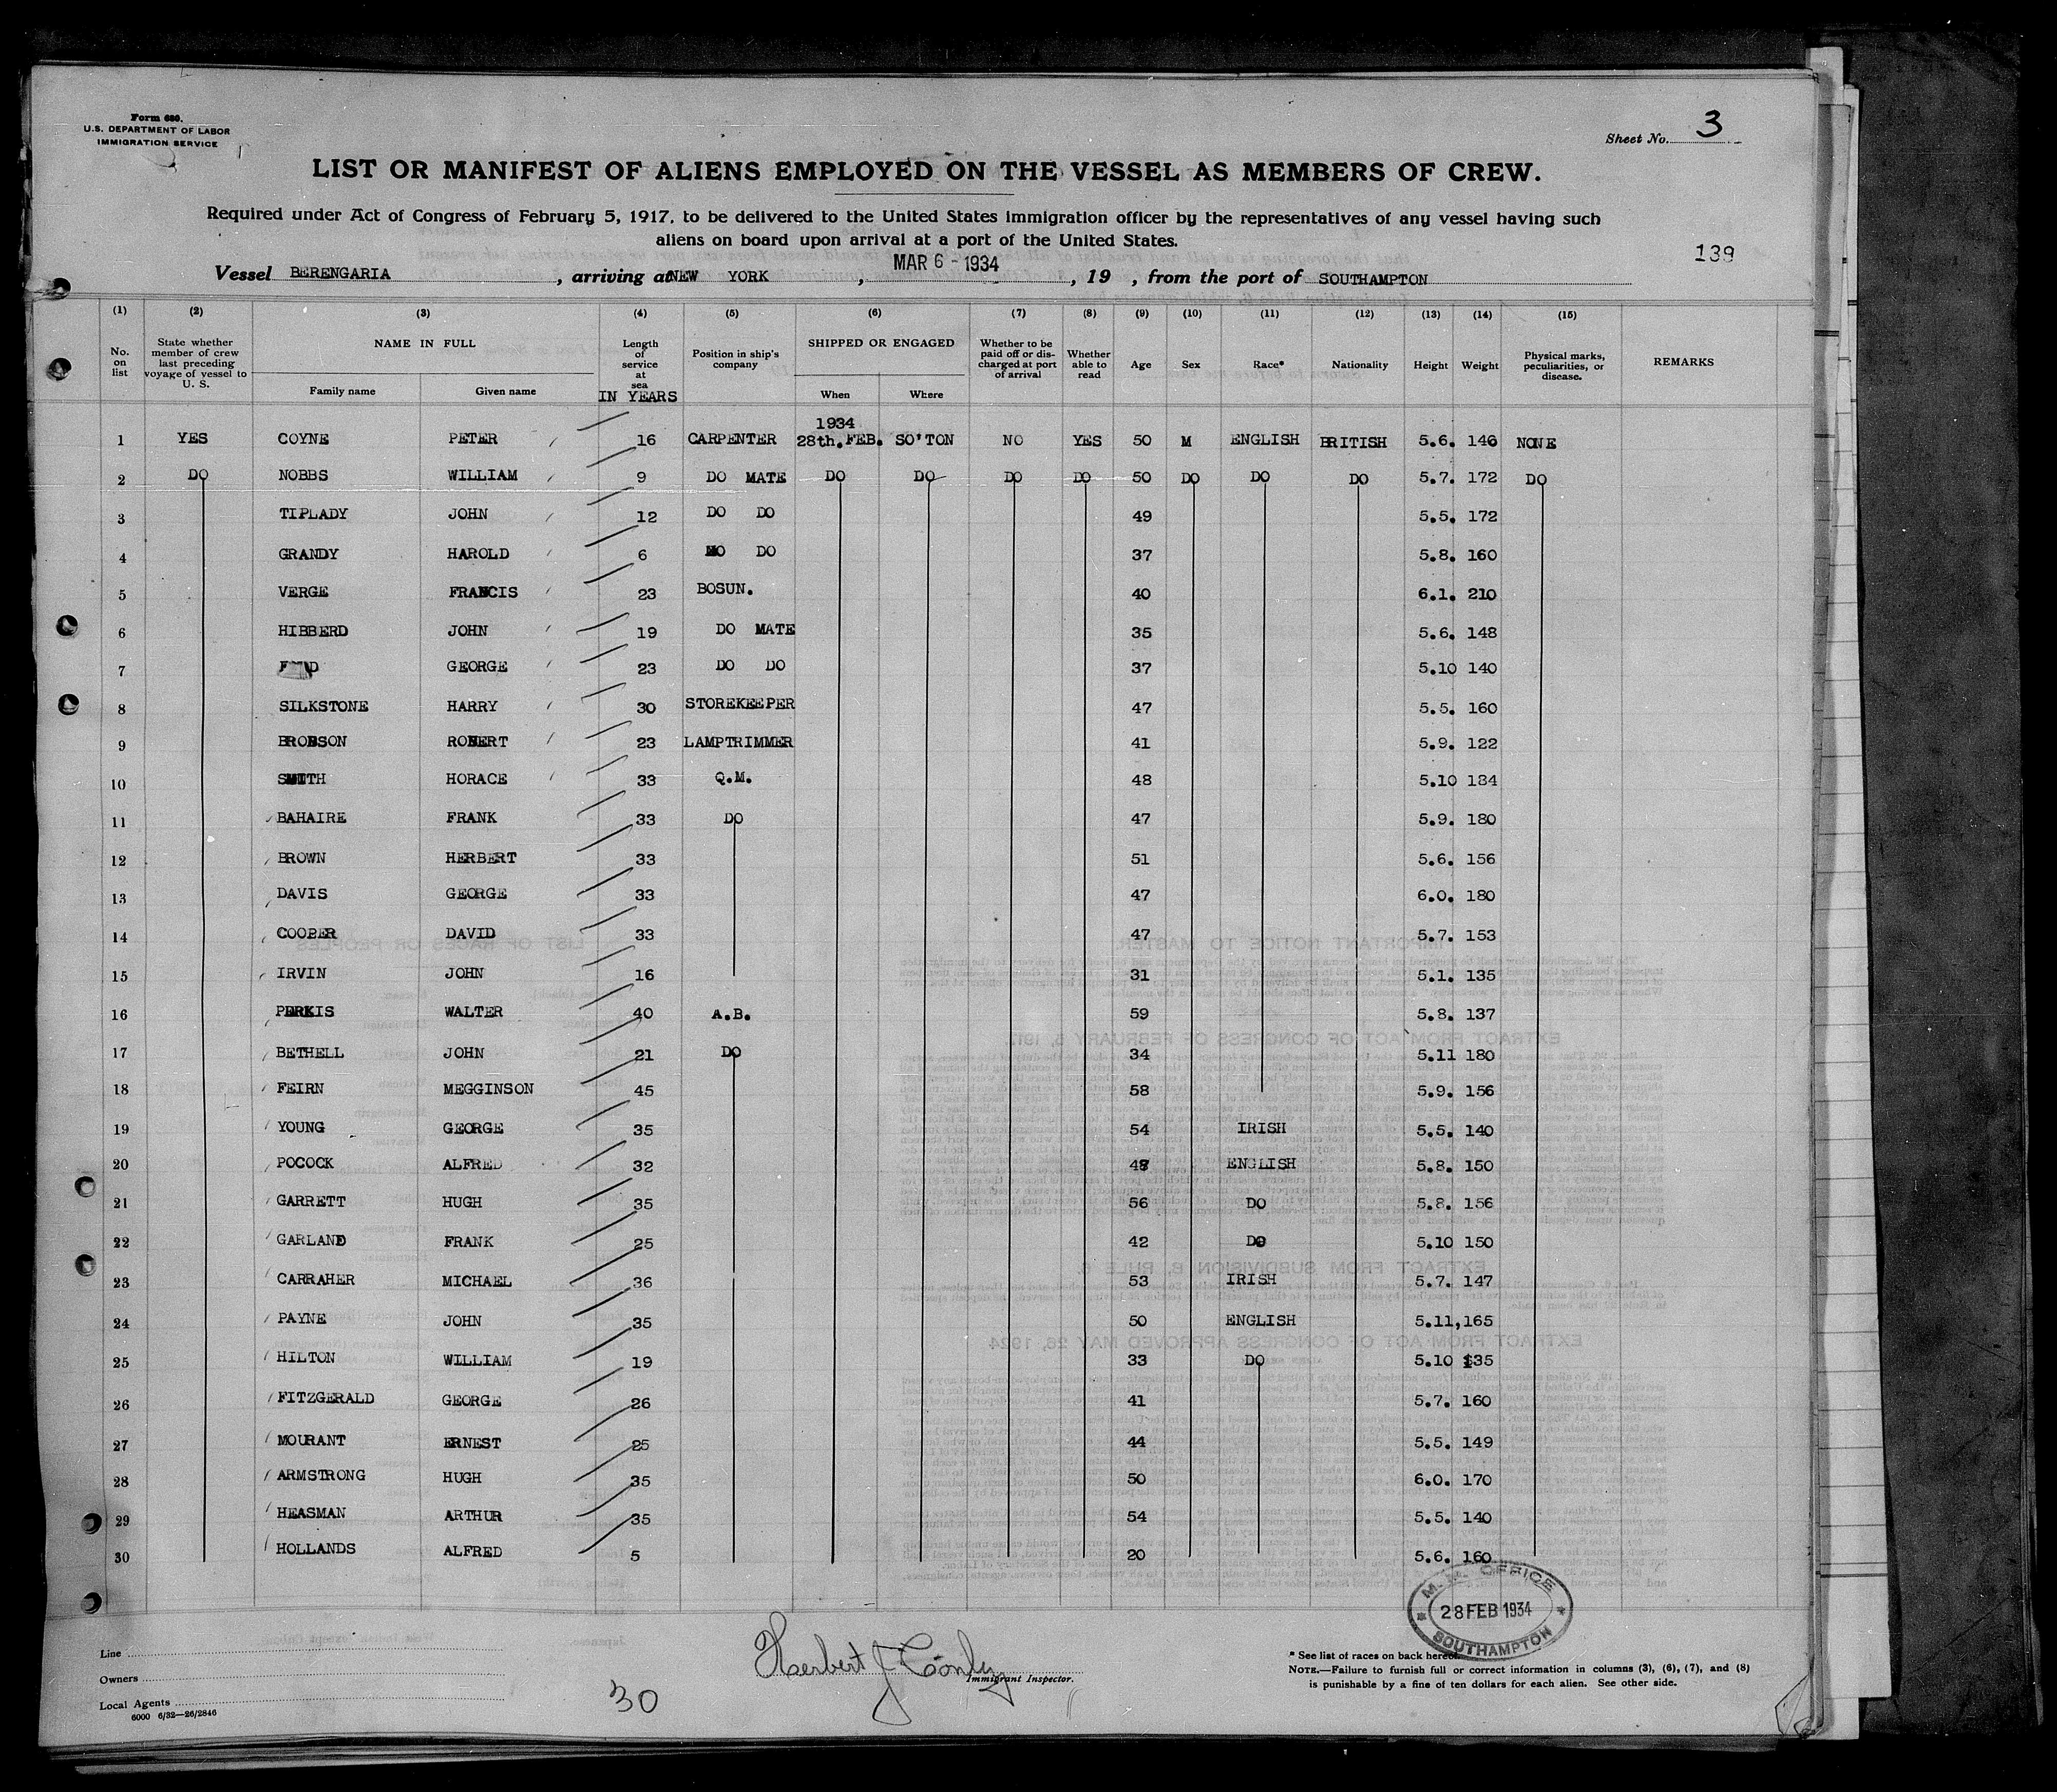 Form 680.
U.S. DEPARTMENT OF LABOR
IMMIGRATION SERVICE
Sheet No. 3
LIST OR MANIFEST OF ALIENS EMPLOYED ON THE VESSEL AS MEMBERS OF CREW.
Required under Act of Congress of February 5, 1917, to be delivered to the United States immigration officer by the representatives of any vessel having such
aliens on board upon arrival at a port of the United States.
139
Vessel BERENGARIA, arriving at NEW YORK, MAR 6 - 1934, 19 , from the port of SOUTHAMPTON
(1) (2) (3) (4) (5) (6) (7) (8) (9) (10) (11) (12) (13) (14) (15)
No. on list State whether member of crew last preceding voyage of vessel to U. S. NAME IN FULL Family name Given name Length of service at sea IN YEARS Position in ship's company SHIPPED OR ENGAGED When Where Whether to be paid off or discharged at port of arrival Whether able to read Age Sex Race* Nationality Height Weight Physical marks, peculiarities, or disease. REMARKS
1934
1 YES COYNE PETER 16 CARPENTER 28th.FEB. SO'TON NO YES 50 M ENGLISH BRITISH 5.6. 146 NONE
2 DO NOBBS WILLIAM 9 DO MATE DO DO DO DO 50 DO DO DO 5.7. 172 DO
3 TIPLADY JOHN 12 DO DO 49 5.5. 172
4 GRANDY HAROLD 6 DO DO 37 5.8. 160
5 VERGE FRANCIS 23 BOSUN. 40 6.1. 210
6 HIBBERD JOHN 19 DO MATE 35 5.6. 148
7 GEORGE 23 DO DO 37 5.10 140
8 SILKSTONE HARRY 30 STOREKEEPER 47 5.5. 160
9 BRONSON ROBERT 23 LAMPTRIMMER 41 5.9. 122
10 SMITH HORACE 33 Q.M. 48 5.10 184
11 BAHAIRE FRANK 33 DO 47 5.9. 180
12 BROWN HERBERT 33 51 5.6. 156
13 DAVIS GEORGE 33 47 6.0. 180
14 COOPER DAVID 33 47 5.7. 153
15 IRVIN JOHN 16 31 5.1. 135
16 PERKIS WALTER 40 A.B. 59 5.8. 137
17 BETHELL JOHN 21 DO 34 5.11 180
18 FEIRN MEGGINSON 45 58 5.9. 156
19 YOUNG GEORGE 35 54 IRISH 5.5. 140
20 POCOCK ALFRED 32 48 ENGLISH 5.8. 150
21 GARRETT HUGH 35 56 DO 5.8. 156
22 GARLAND FRANK 25 42 DO 5.10 150
23 CARRAHER MICHAEL 36 53 IRISH 5.7. 147
24 PAYNE JOHN 35 50 ENGLISH 5.11, 165
25 HILTON WILLIAM 19 33 DO 5.10 135
26 FITZGERALD GEORGE 26 41 5.7. 160
27 MOURANT ERNEST 25 44 5.5. 149
28 ARMSTRONG HUGH 35 50 6.0. 170
29 HEASMAN ARTHUR 35 54 5.5. 140
30 HOLLANDS ALFRED 5 20 5.6. 160
M.M. OFFICE
28 FEB 1934
SOUTHAMPTON
Line
Owners
Local Agents
6000 6/32—26/2846
30
Herbert J Conley
Immigrant Inspector.
* See list of races on back hereof.
NOTE.—Failure to furnish full or correct information in columns (3), (6), (7), and (8)
is punishable by a fine of ten dollars for each alien. See other side.